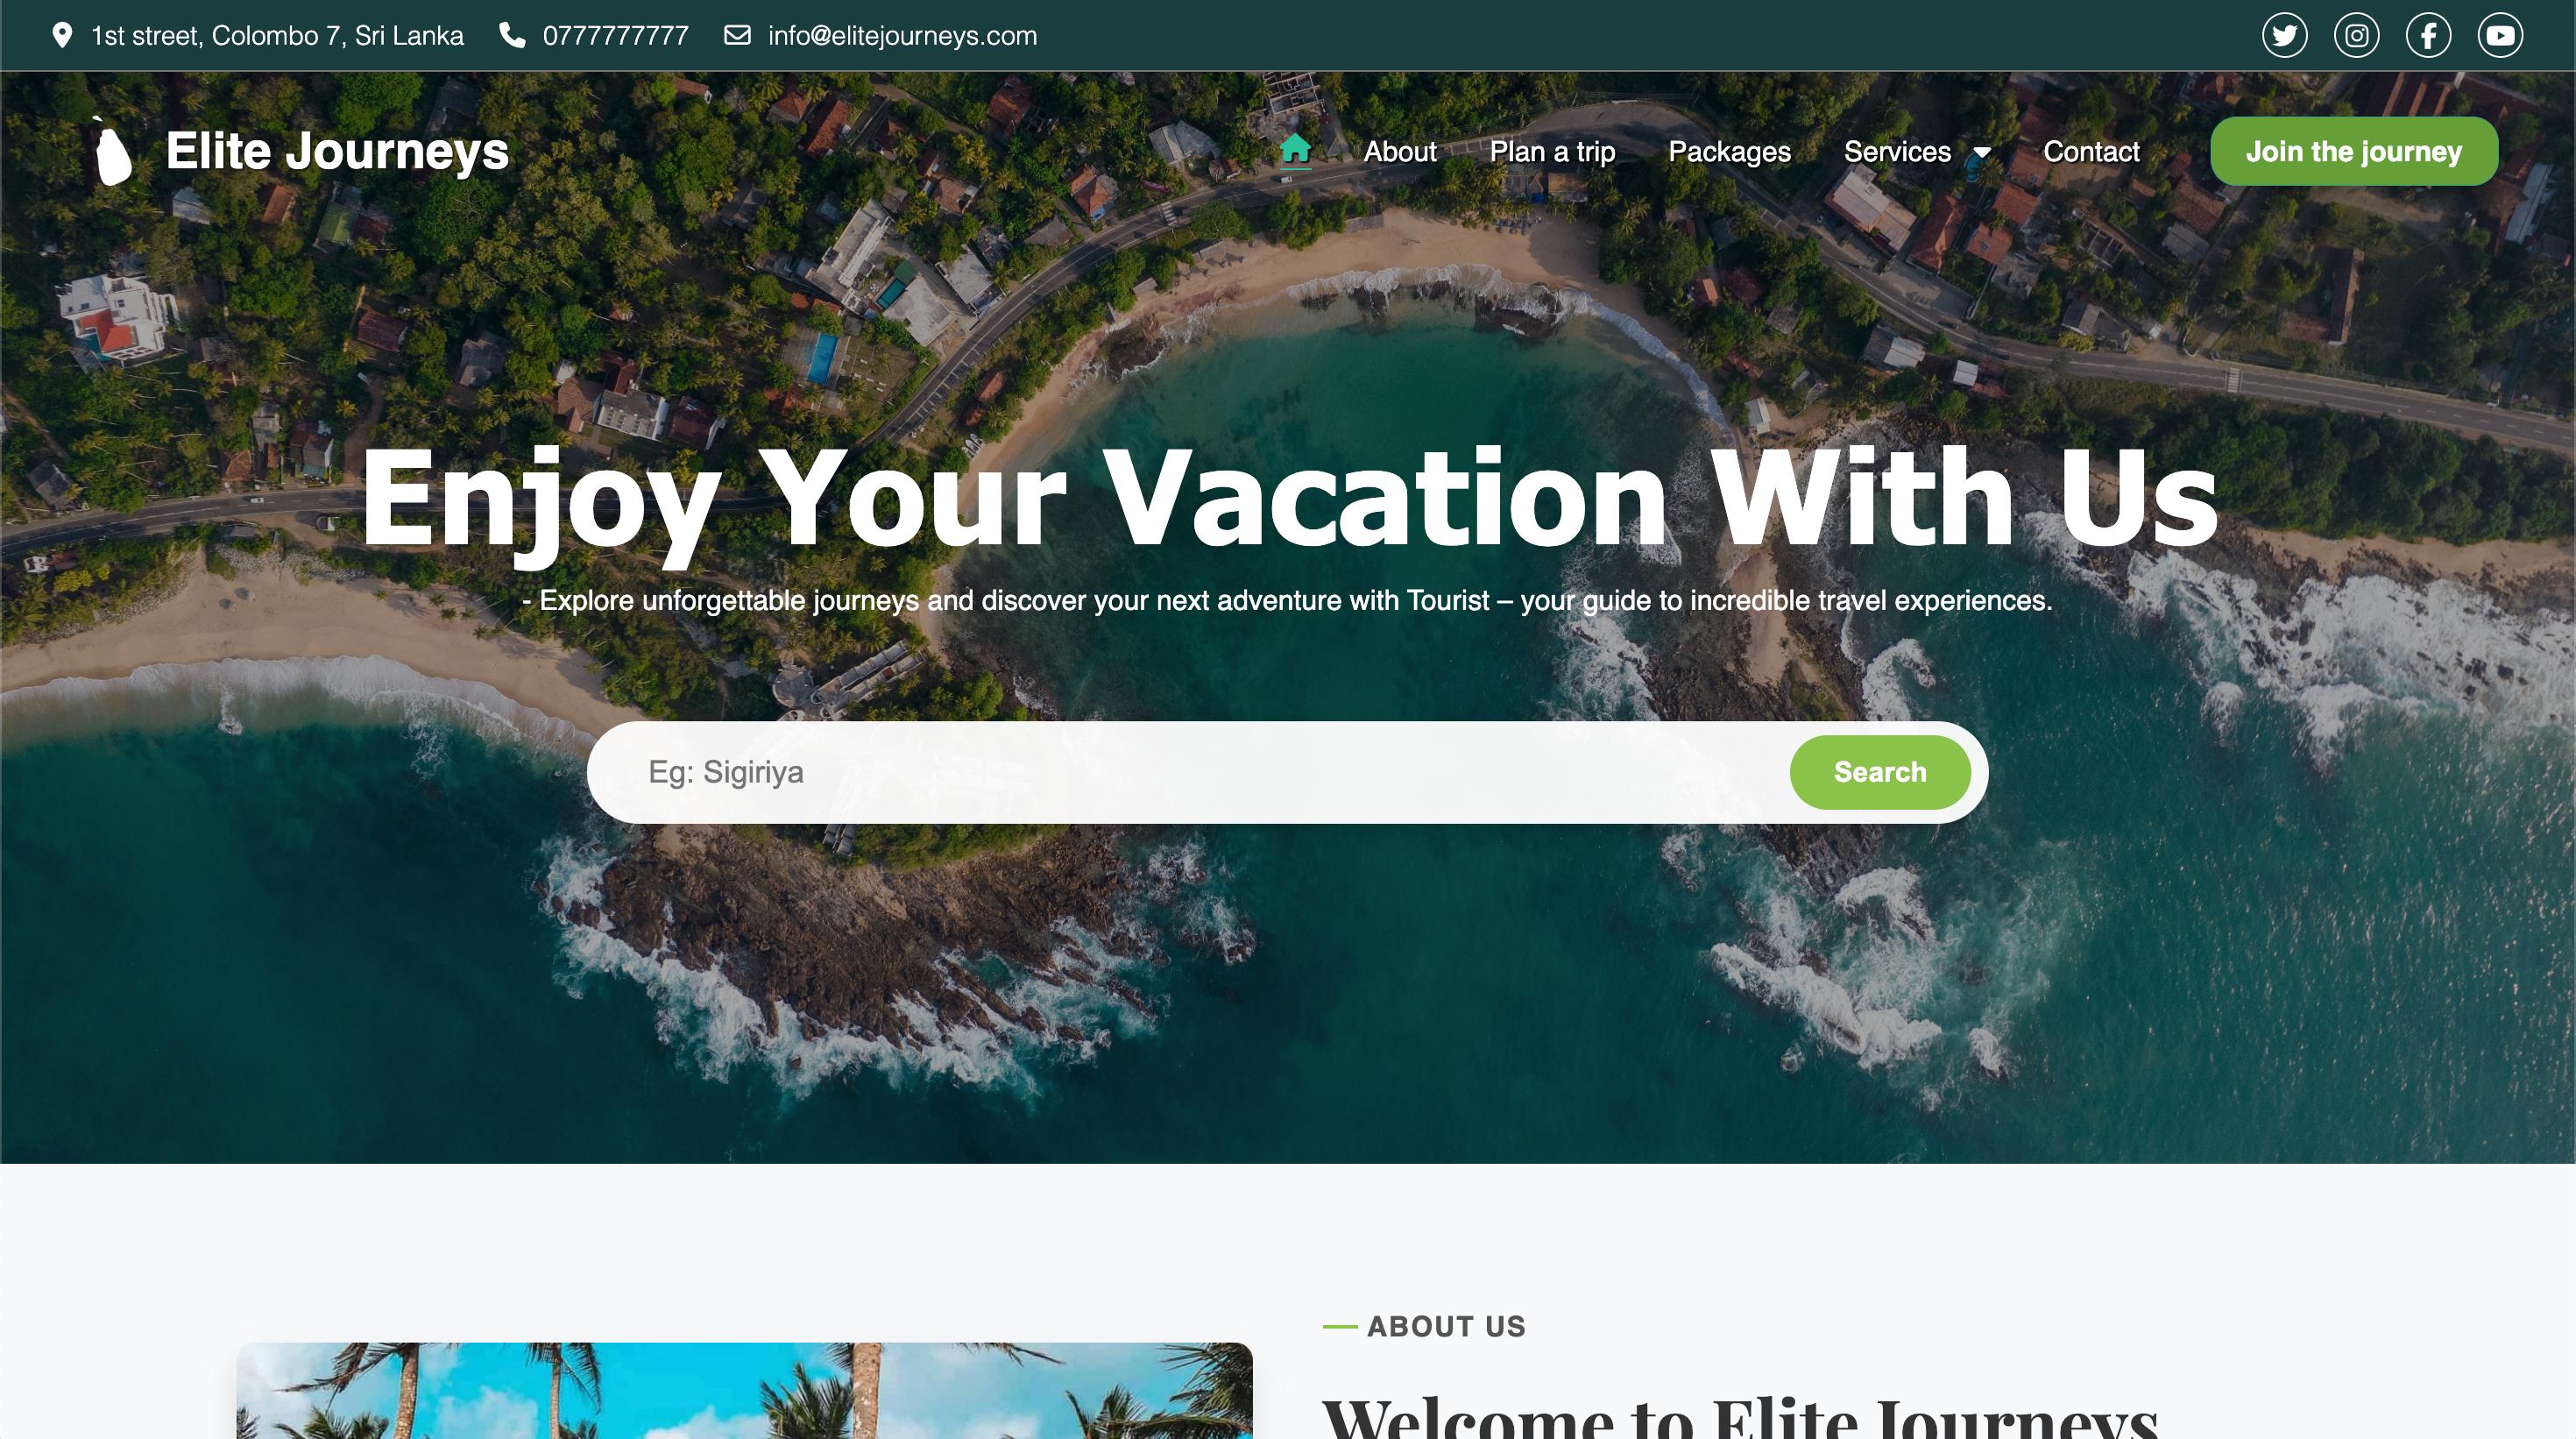 1st street, Colombo 7, Sri Lanka 0777777777 info@elitejourneys.com
Elite Journeys About Plan a trip Packages Services Contact Join the journey
Enjoy Your Vacation With Us
- Explore unforgettable journeys and discover your next adventure with Tourist – your guide to incredible travel experiences.
Eg: Sigiriya Search
ABOUT US
Welcome to Elite Journeys